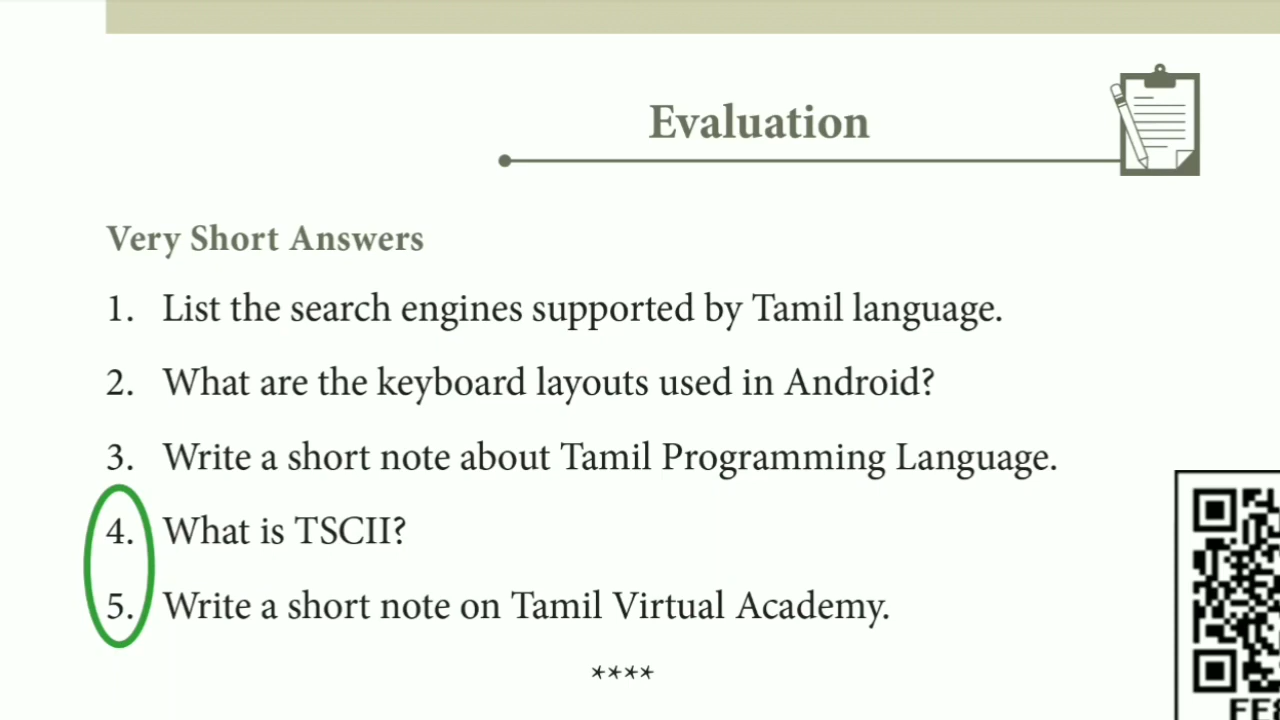 Evaluation
Very Short Answers
1. List the search engines supported by Tamil language.
2. What are the keyboard layouts used in Android?
3. Write a short note about Tamil Programming Language.
4. What is TSCII?
5. Write a short note on Tamil Virtual Academy.
****